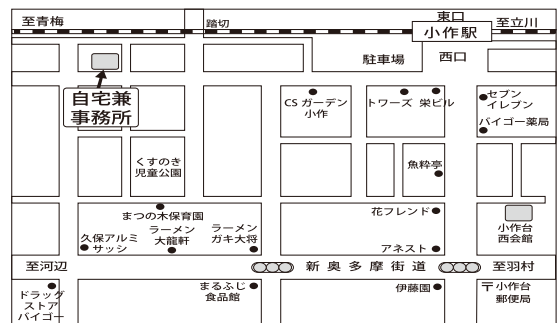 至青梅
踏切
東口
至立川
小作駅
駐車場
西口
自宅兼
事務所
CSガーデン
小作
トワーズ
栄ビル
セブン
イレブン
バイゴー薬局
くすのき
児童公園
魚粋亭
まつの木保育園
花フレンド
久保アルミ
サッシ
ラーメン
大龍軒
ラーメン
ガキ大将
アネスト
小作台
西会館
至河辺
新奥多摩街道
至羽村
ドラッグ
ストア
バイゴー
まるふじ
食品館
伊藤園
〒小作台
郵便局